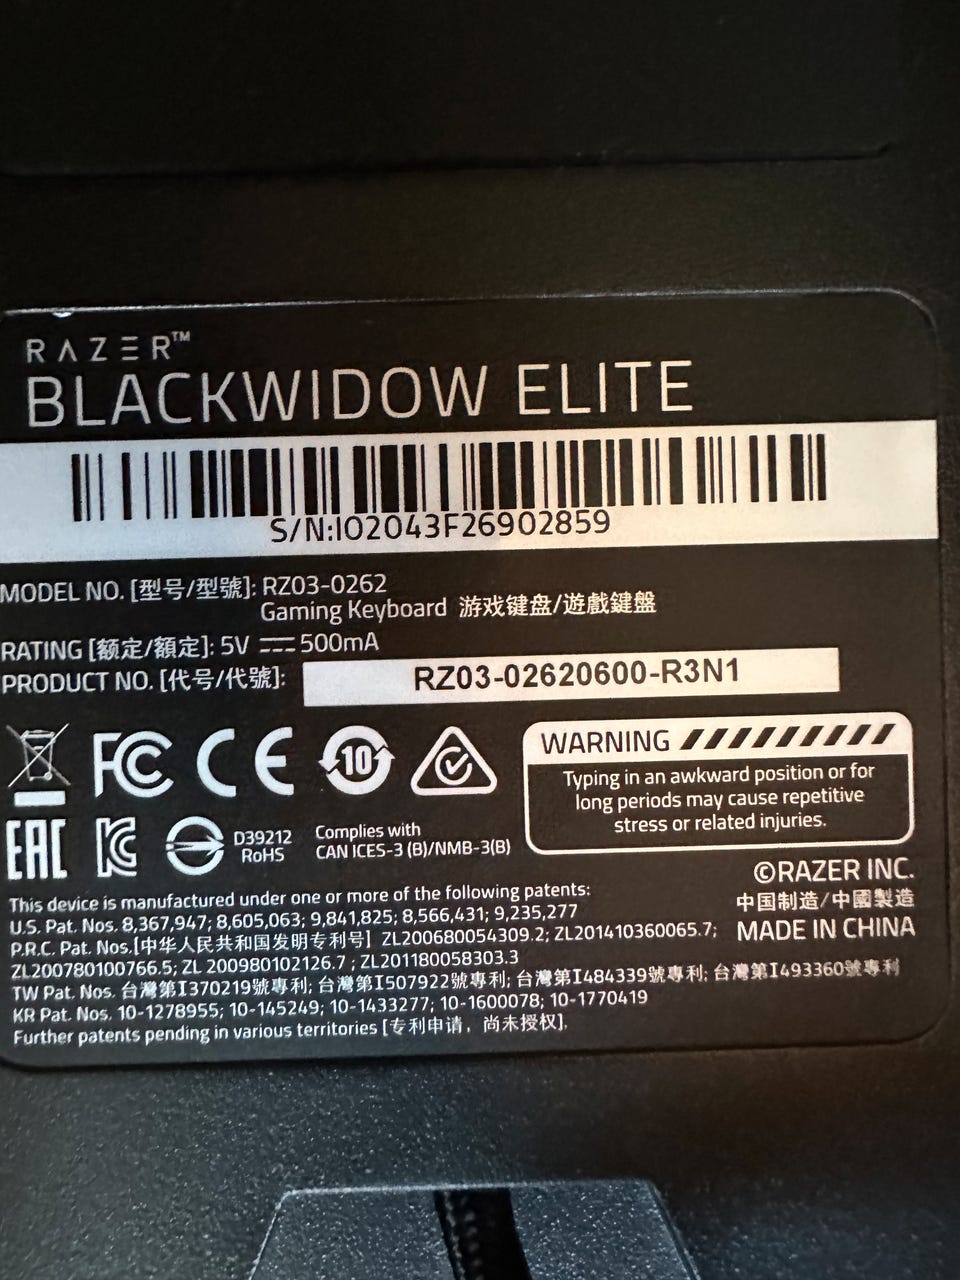 RAZER™
BLACKWIDOW ELITE
S/N:IO2043F26902859
MODEL NO. [型号/型號]: RZ03-0262
Gaming Keyboard 游戏键盘/遊戲鍵盤
RATING [额定/額定]: 5V ⎓ 500mA
PRODUCT NO. [代号/代號]: RZ03-02620600-R3N1
FC CE 10
WARNING
Typing in an awkward position or for
long periods may cause repetitive
stress or related injuries.
EAC KC D39212
RoHS
Complies with
CAN ICES-3 (B)/NMB-3(B)
©RAZER INC.
中国制造/中國製造
MADE IN CHINA
This device is manufactured under one or more of the following patents:
U.S. Pat. Nos. 8,367,947; 8,605,063; 9,841,825; 8,566,431; 9,235,277
P.R.C. Pat. Nos.[中华人民共和国发明专利号] ZL200680054309.2; ZL201410360065.7;
ZL200780100766.5; ZL 200980102126.7 ; ZL201180058303.3
TW Pat. Nos. 台灣第I370219號專利; 台灣第I507922號專利; 台灣第I484339號專利; 台灣第I493360號專利
KR Pat. Nos. 10-1278955; 10-145249; 10-1433277; 10-1600078; 10-1770419
Further patents pending in various territories [专利申请，尚未授权].